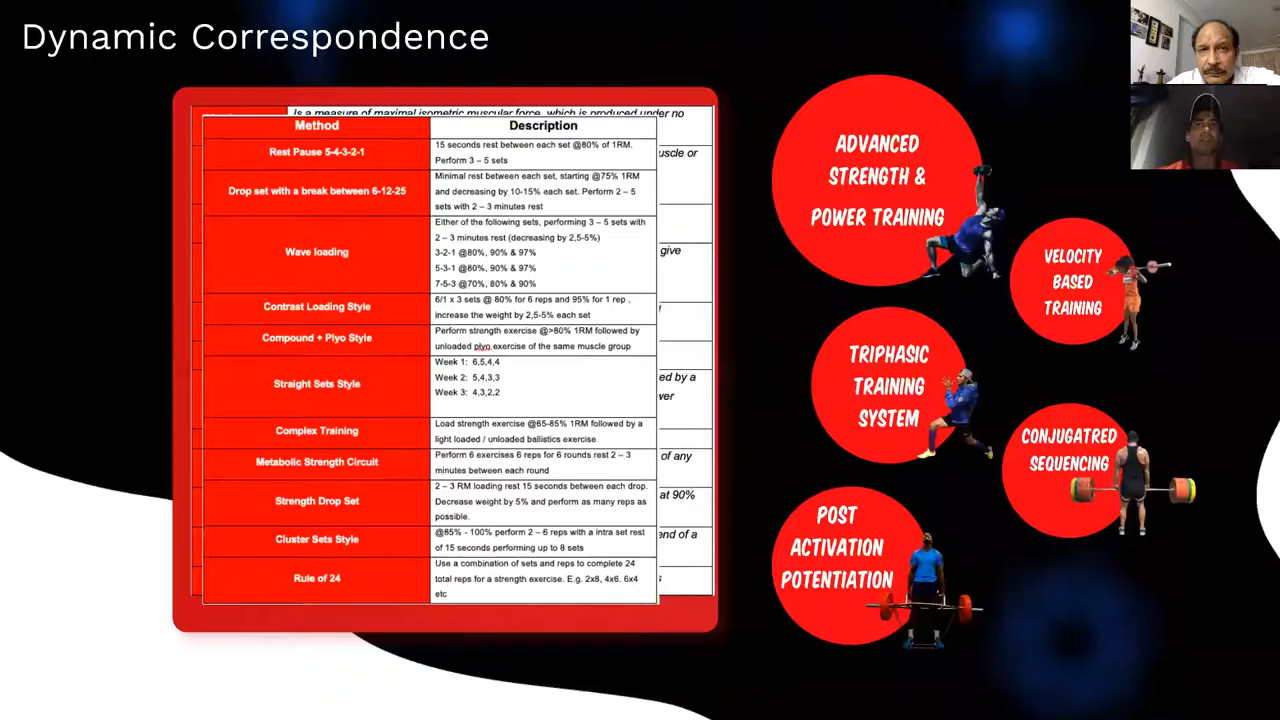 Dynamic Correspondence
Is a measure of maximal isometric muscular force, which is produced under no
Method Description
Rest Pause 5-4-3-2-1
15 seconds rest between each set @80% of 1RM.
Perform 3 – 5 sets
Drop set with a break between 6-12-25
Minimal rest between each set, starting @75% 1RM
and decreasing by 10-15% each set. Perform 2 – 5
sets with 2 – 3 minutes rest
Wave loading
Either of the following sets, performing 3 – 5 sets with
2 – 3 minutes rest (decreasing by 2,5-5%)
3-2-1 @80%, 90% & 97%
5-3-1 @80%, 90% & 97%
7-5-3 @70%, 80% & 90%
Contrast Loading Style
6/1 x 3 sets @ 80% for 6 reps and 95% for 1 rep ,
increase the weight by 2,5-5% each set
Compound + Plyo Style
Perform strength exercise @>80% 1RM followed by
unloaded plyo exercise of the same muscle group
Straight Sets Style
Week 1: 6,5,4,4
Week 2: 5,4,3,3
Week 3: 4,3,2,2
Complex Training
Load strength exercise @65-85% 1RM followed by a
light loaded / unloaded ballistics exercise
Metabolic Strength Circuit
Perform 6 exercises 6 reps for 6 rounds rest 2 – 3
minutes between each round
Strength Drop Set
2 – 3 RM loading rest 15 seconds between each drop.
Decrease weight by 5% and perform as many reps as
possible.
Cluster Sets Style
@85% - 100% perform 2 – 6 reps with a intra set rest
of 15 seconds performing up to 8 sets
Rule of 24
Use a combination of sets and reps to complete 24
total reps for a strength exercise. E.g. 2x8, 4x6. 6x4
etc
or
give
ed by a
of any
at 90%
end of a
ADVANCED
STRENGTH &
POWER TRAINING
VELOCITY
BASED
TRAINING
TRIPHASIC
TRAINING
SYSTEM
CONJUGATRED
SEQUENCING
POST
ACTIVATION
POTENTIATION